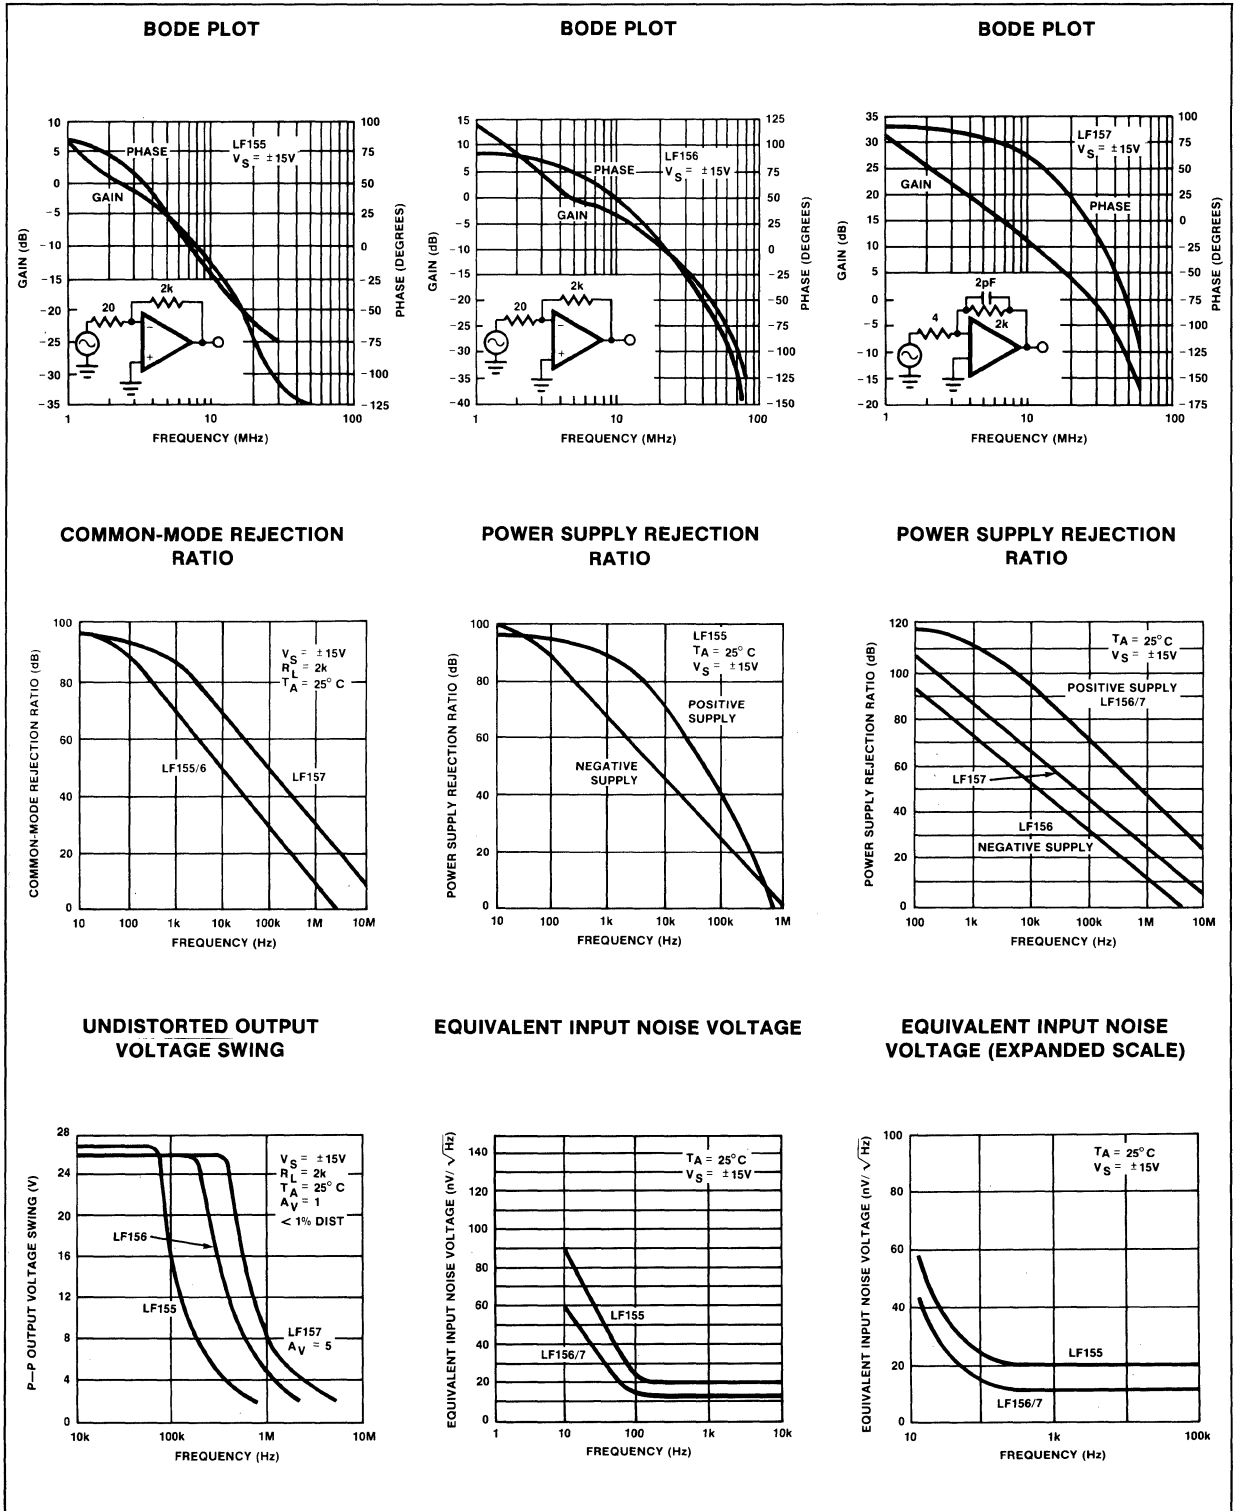 BODE PLOT
10
5
0
−5
−10
−15
−20
−25
−30
−35
GAIN (dB)
PHASE
GAIN
LF155
VS = ±15V
20
2k
−
+
100
75
50
25
0
−25
−50
−75
−100
−125
PHASE (DEGREES)
1
10
100
FREQUENCY (MHz)
BODE PLOT
15
10
5
0
−5
−10
−15
−20
−25
−30
−35
−40
GAIN (dB)
PHASE
GAIN
LF156
VS = ±15V
20
2k
−
+
125
100
75
50
25
0
−25
−50
−75
−100
−125
−150
PHASE (DEGREES)
1
10
100
FREQUENCY (MHz)
BODE PLOT
35
30
25
20
15
10
5
0
−5
−10
−15
−20
GAIN (dB)
GAIN
PHASE
LF157
VS = ±15V
2pF
4
2k
100
75
50
25
0
−25
−50
−75
−100
−125
−150
−175
PHASE (DEGREES)
1
10
100
FREQUENCY (MHz)
COMMON-MODE REJECTION
RATIO
100
80
60
40
20
0
COMMON-MODE REJECTION RATIO (dB)
VS = ±15V
RL = 2k
TA = 25°C
LF155/6
LF157
10 100 1k 10k 100k 1M 10M
FREQUENCY (Hz)
POWER SUPPLY REJECTION
RATIO
100
80
60
40
20
0
POWER SUPPLY REJECTION RATIO (dB)
LF155
TA = 25°C
VS = ±15V
POSITIVE
SUPPLY
NEGATIVE
SUPPLY
10 100 1k 10k 100k 1M
FREQUENCY (Hz)
POWER SUPPLY REJECTION
RATIO
120
100
80
60
40
20
0
POWER SUPPLY REJECTION RATIO (dB)
TA = 25°C
VS = ±15V
POSITIVE SUPPLY
LF156/7
LF157
LF156
NEGATIVE SUPPLY
100 1k 10k 100k 1M 10M
FREQUENCY (Hz)
UNDISTORTED OUTPUT
VOLTAGE SWING
28
24
20
16
12
8
4
0
P—P OUTPUT VOLTAGE SWING (V)
VS = ±15V
RL = 2k
TA = 25°C
AV = 1
< 1% DIST
LF156
LF155
LF157
AV = 5
10k 100k 1M 10M
FREQUENCY (Hz)
EQUIVALENT INPUT NOISE VOLTAGE
140
120
100
80
60
40
20
0
EQUIVALENT INPUT NOISE VOLTAGE (nV/√Hz)
TA = 25°C
VS = ±15V
LF155
LF156/7
1 10 100 1k 10k
FREQUENCY (Hz)
EQUIVALENT INPUT NOISE
VOLTAGE (EXPANDED SCALE)
100
80
60
40
20
0
EQUIVALENT INPUT NOISE VOLTAGE (nV/√Hz)
TA = 25°C
VS = ±15V
LF155
LF156/7
10 1k 100k
FREQUENCY (Hz)